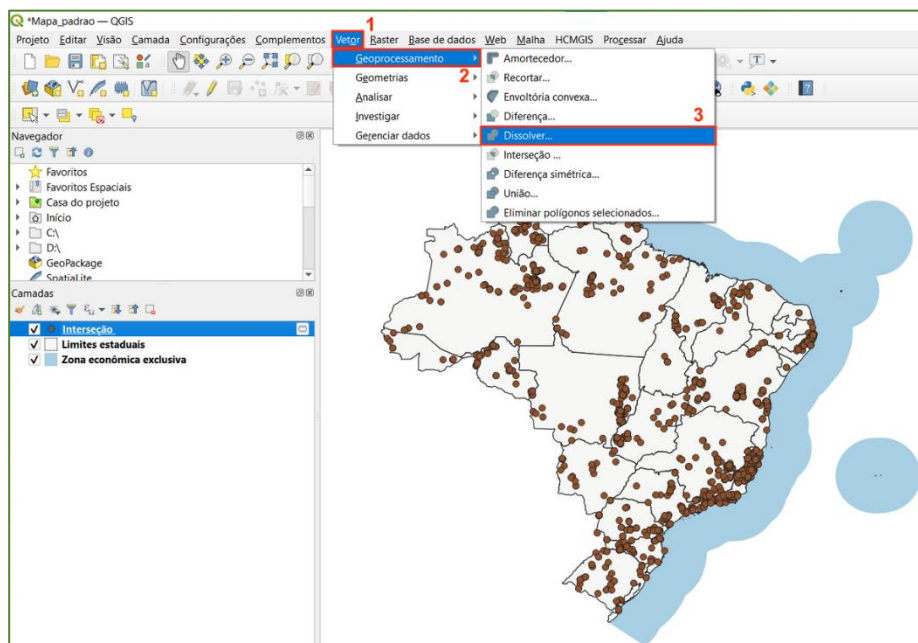 *Mapa_padrao — QGIS
1
Projeto Editar Visão Camada Configurações Complementos Vetor Raster Base de dados Web Malha HCMGIS Processar Ajuda
Geoprocessamento
2
Geometrias
Analisar
Investigar
Gerenciar dados
Amortecedor...
Recortar...
Envoltória convexa...
Diferença...
3
Dissolver...
Interseção ...
Diferença simétrica...
União...
Eliminar polígonos selecionados...
Navegador
Favoritos
Favoritos Espaciais
Casa do projeto
Início
C:\
D:\
GeoPackage
SpatiaLite
Camadas
Interseção
Limites estaduais
Zona econômica exclusiva